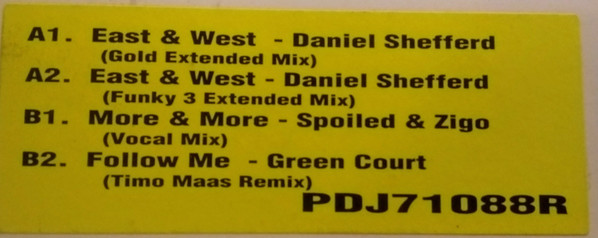 A1. East & West - Daniel Shefferd
(Gold Extended Mix)
A2. East & West - Daniel Shefferd
(Funky 3 Extended Mix)
B1. More & More - Spoiled & Zigo
(Vocal Mix)
B2. Follow Me - Green Court
(Timo Maas Remix)
PDJ71088R